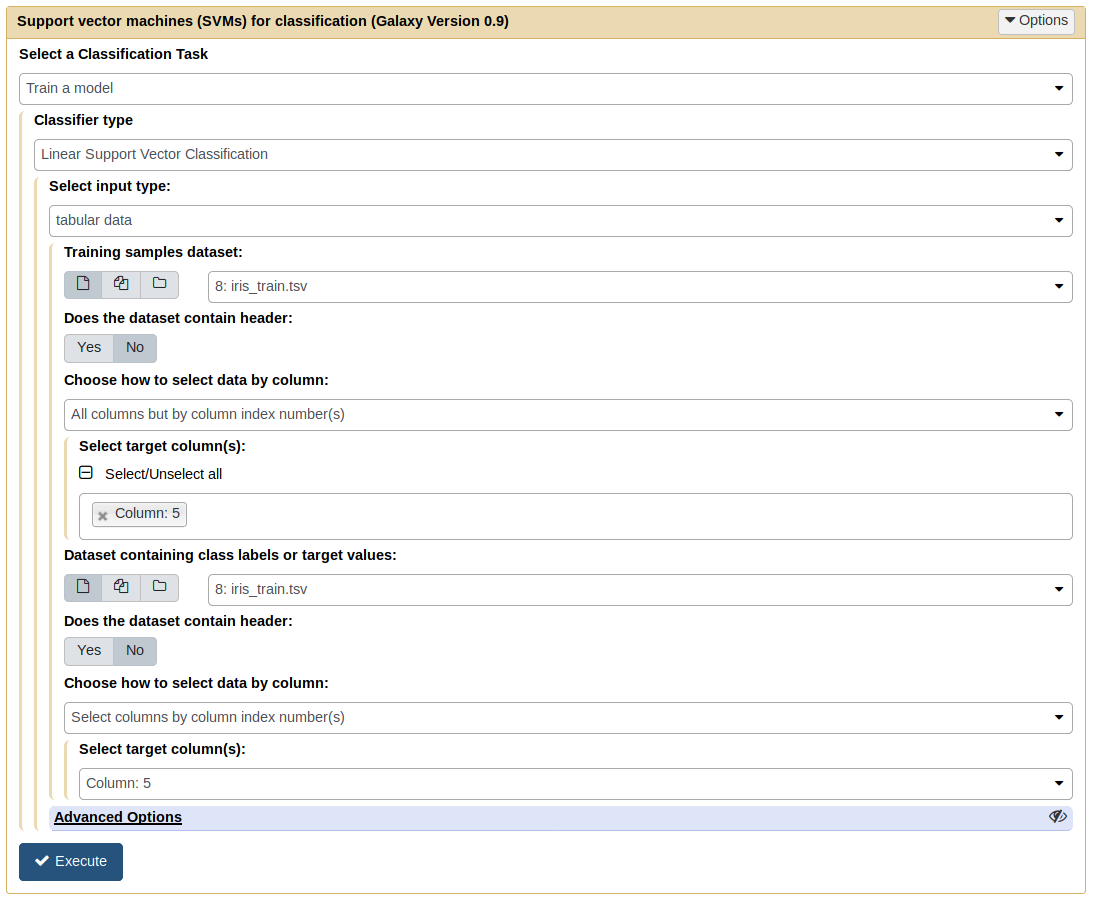 Support vector machines (SVMs) for classification (Galaxy Version 0.9)
Options
Select a Classification Task
Train a model
Classifier type
Linear Support Vector Classification
Select input type:
tabular data
Training samples dataset:
8: iris_train.tsv
Does the dataset contain header:
Yes No
Choose how to select data by column:
All columns but by column index number(s)
Select target column(s):
Select/Unselect all
Column: 5
Dataset containing class labels or target values:
8: iris_train.tsv
Does the dataset contain header:
Yes No
Choose how to select data by column:
Select columns by column index number(s)
Select target column(s):
Column: 5
Advanced Options
Execute